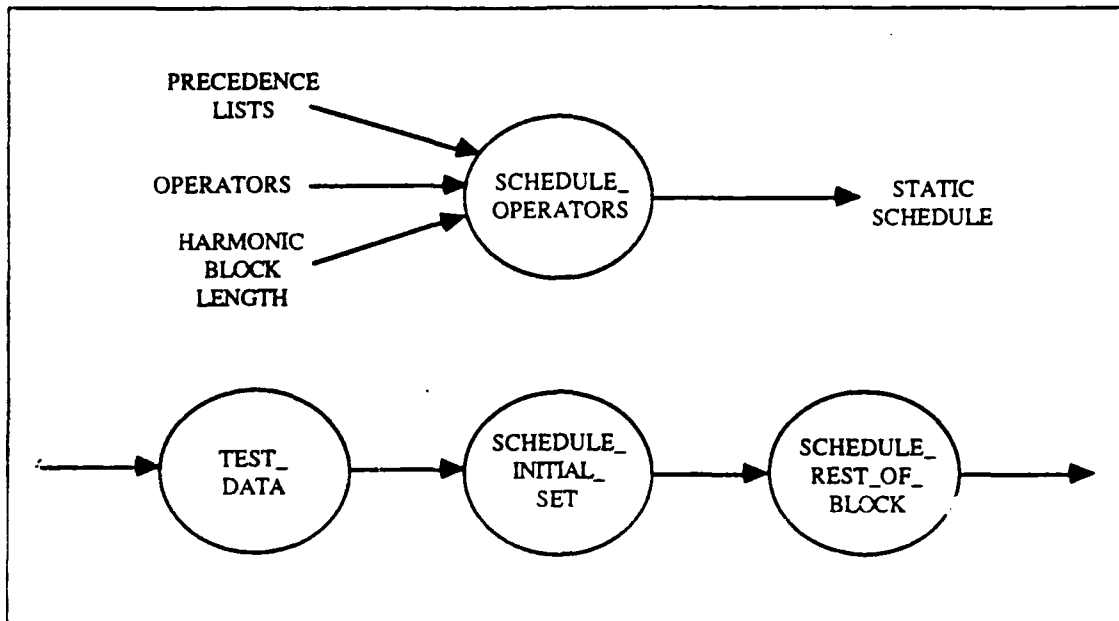 PRECEDENCE
LISTS
OPERATORS
HARMONIC
BLOCK
LENGTH
SCHEDULE_
OPERATORS
STATIC
SCHEDULE
TEST_
DATA
SCHEDULE_
INITIAL_
SET
SCHEDULE_
REST_OF_
BLOCK